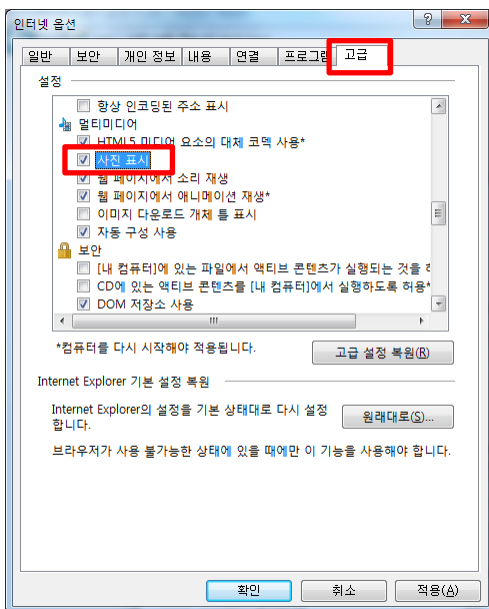 인터넷 옵션
일반 보안 개인 정보 내용 연결 프로그램 고급
설정
항상 인코딩된 주소 표시
멀티미디어
HTML5 미디어 요소의 대체 코덱 사용*
사진 표시
웹 페이지에서 소리 재생
웹 페이지에서 애니메이션 재생*
이미지 다운로드 개체 틀 표시
자동 구성 사용
보안
[내 컴퓨터]에 있는 파일에서 액티브 콘텐츠가 실행되는 것을
CD에 있는 액티브 콘텐츠를 [내 컴퓨터]에서 실행하도록 허용*
DOM 저장소 사용
*컴퓨터를 다시 시작해야 적용됩니다.
고급 설정 복원(R)
Internet Explorer 기본 설정 복원
Internet Explorer의 설정을 기본 상태대로 다시 설정
합니다.
원래대로(S)...
브라우저가 사용 불가능한 상태에 있을 때에만 이 기능을 사용해야 합니다.
확인 취소 적용(A)